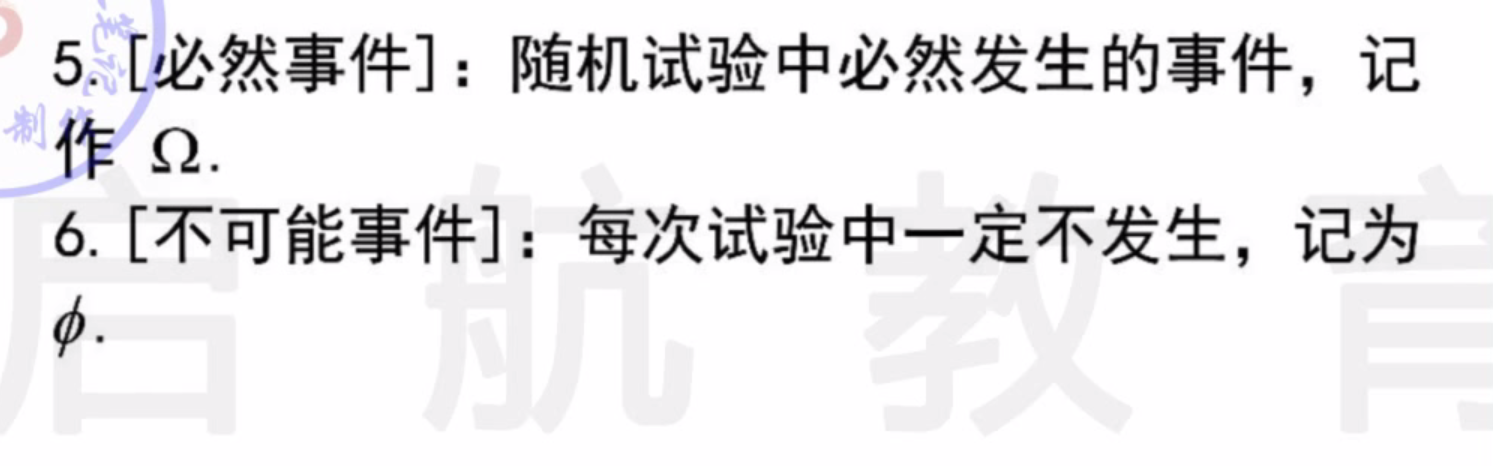 5. [必然事件]：随机试验中必然发生的事件，记
作 Ω.
6. [不可能事件]：每次试验中一定不发生，记为
ϕ.
启航教育
笔记
制作